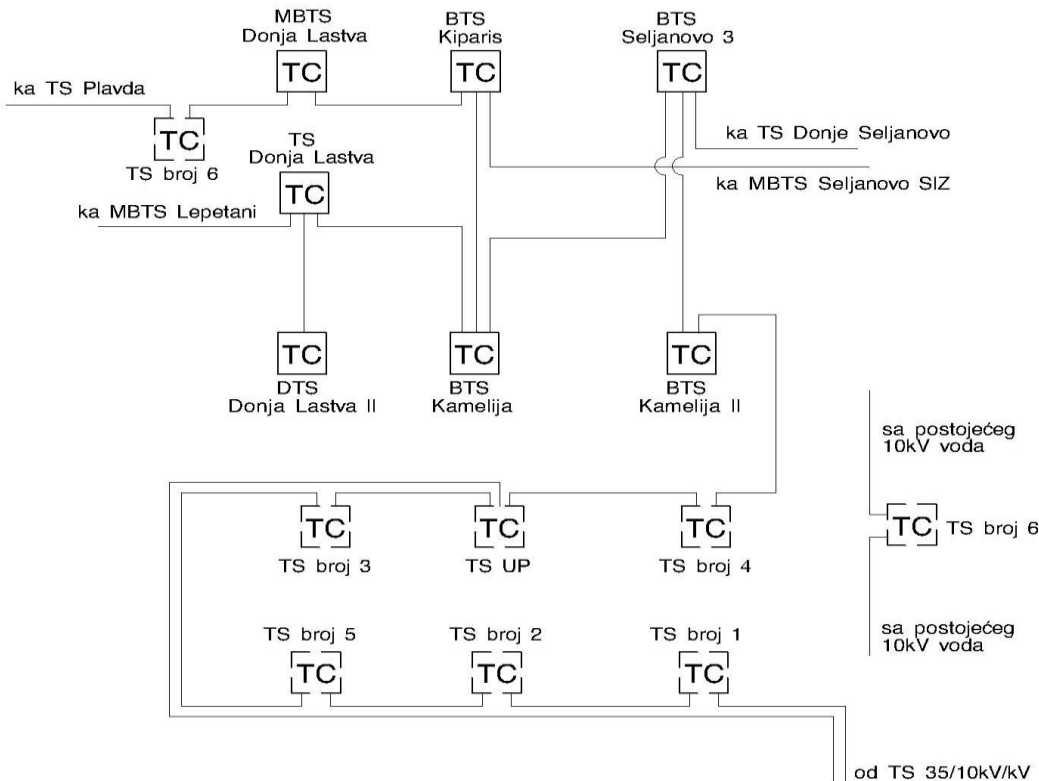 MBTS
Donja Lastva
TC
BTS
Kiparis
TC
BTS
Seljanovo 3
TC
ka TS Plavda
TC
TS broj 6
ka TS Donje Seljanovo
TS
Donja Lastva
TC
ka MBTS Seljanovo SIZ
ka MBTS Lepetani
TC
DTS
Donja Lastva II
TC
BTS
Kamelija
TC
BTS
Kamelija II
sa postojećeg
10kV voda
TC
TS broj 3
TC
TS UP
TC
TS broj 4
TC
TS broj 6
TS broj 5
TC
TS broj 2
TC
TS broj 1
TC
sa postojećeg
10kV voda
od TS 35/10kV/kV